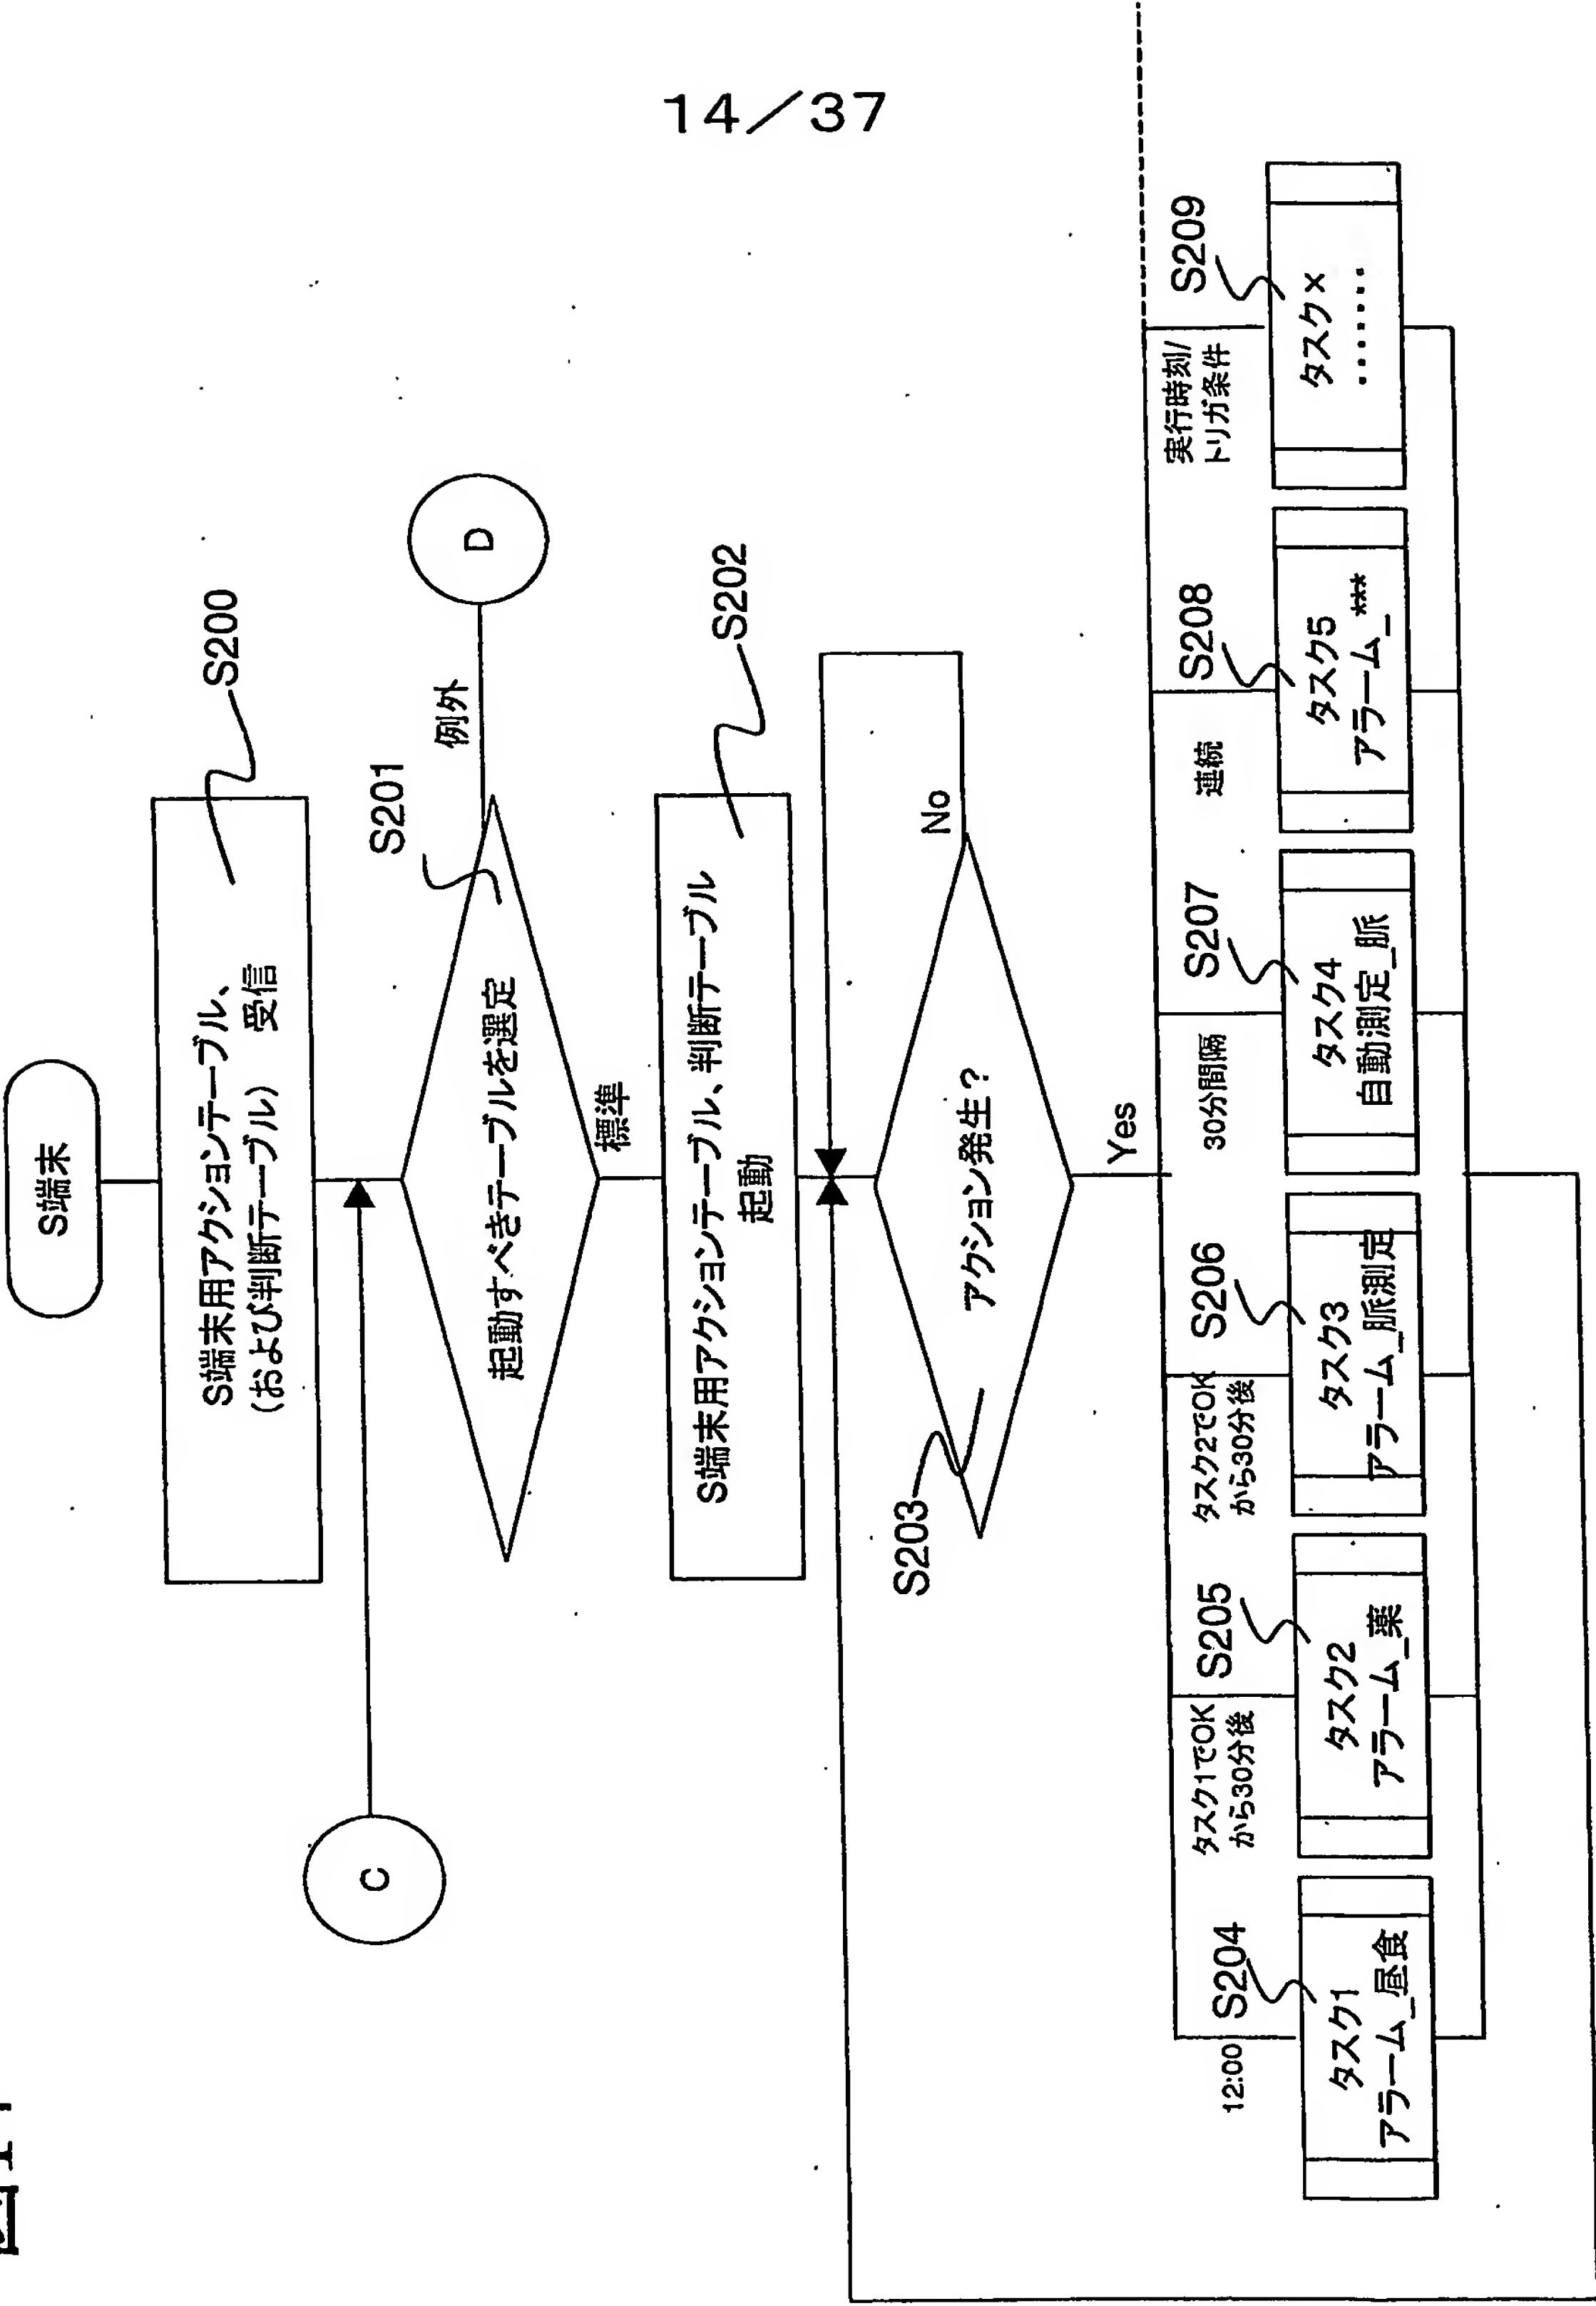 14/37
S端末
S200
S端末用アクションテーブル、
(および判断テーブル) 受信
C
S201
起動すべきテーブルを選定
例外
D
標準
S202
S端末用アクションテーブル、判断テーブル
起動
S203
アクション発生?
No
Yes
12:00
タスク1でOK
から30分後
タスク2でOK
から30分後
30分間隔
連続
実行時刻/
トリガ条件
S204
タスク1
アラーム_昼食
S205
タスク2
アラーム_薬
S206
タスク3
アラーム_脈測定
S207
タスク4
自動測定_脈
S208
タスク5
アラーム_***
S209
タスク×
.......